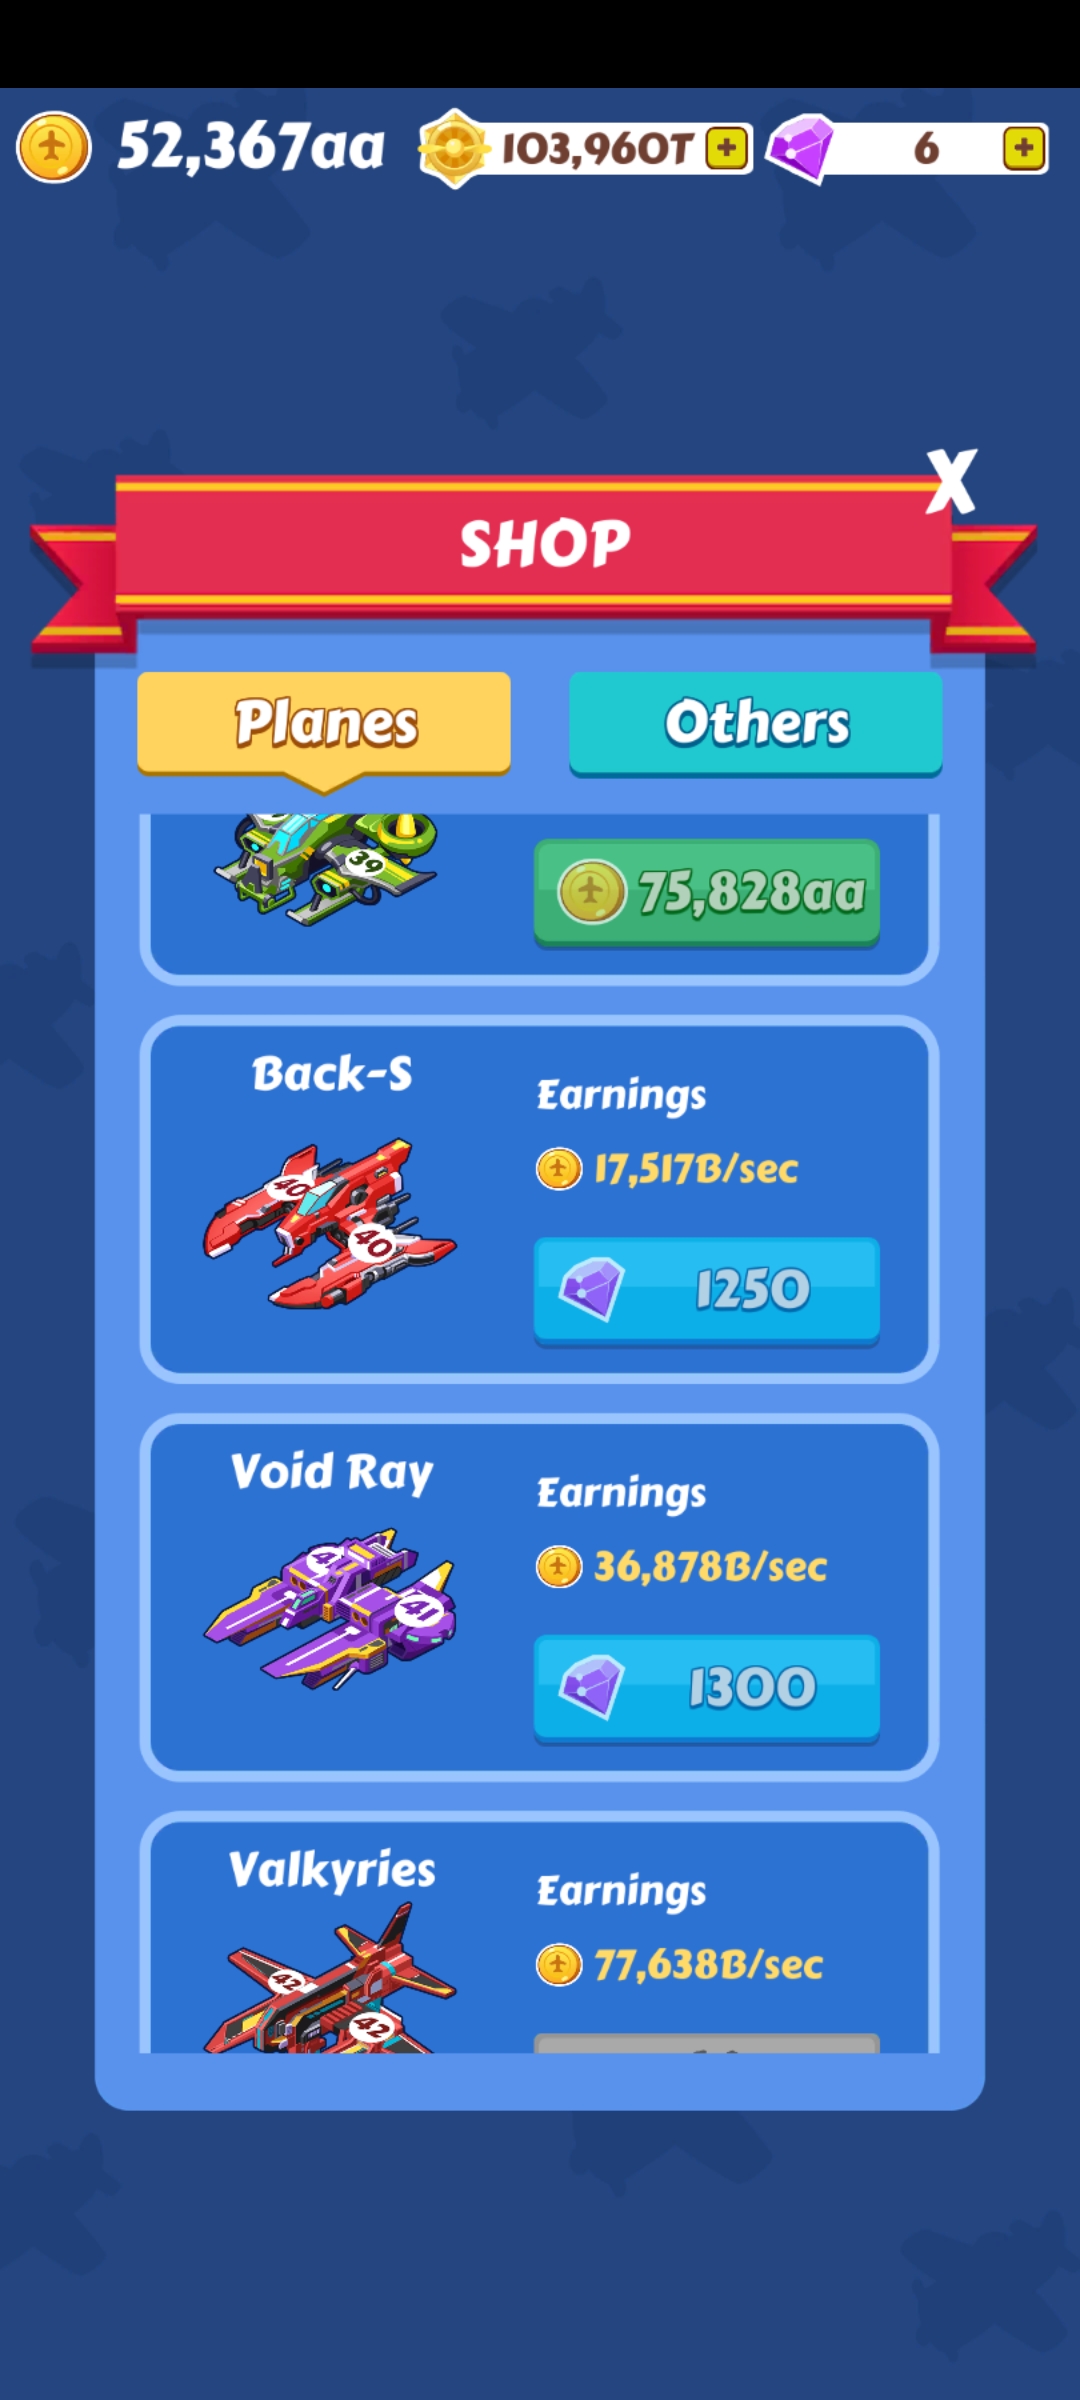 52,367aa 103,960T + 6 +
X
SHOP
Planes Others
39
75,828aa
Back-S
Earnings
17,517B/sec
40
40
1250
Void Ray
Earnings
36,878B/sec
41
41
1300
Valkyries
Earnings
77,638B/sec
42
42